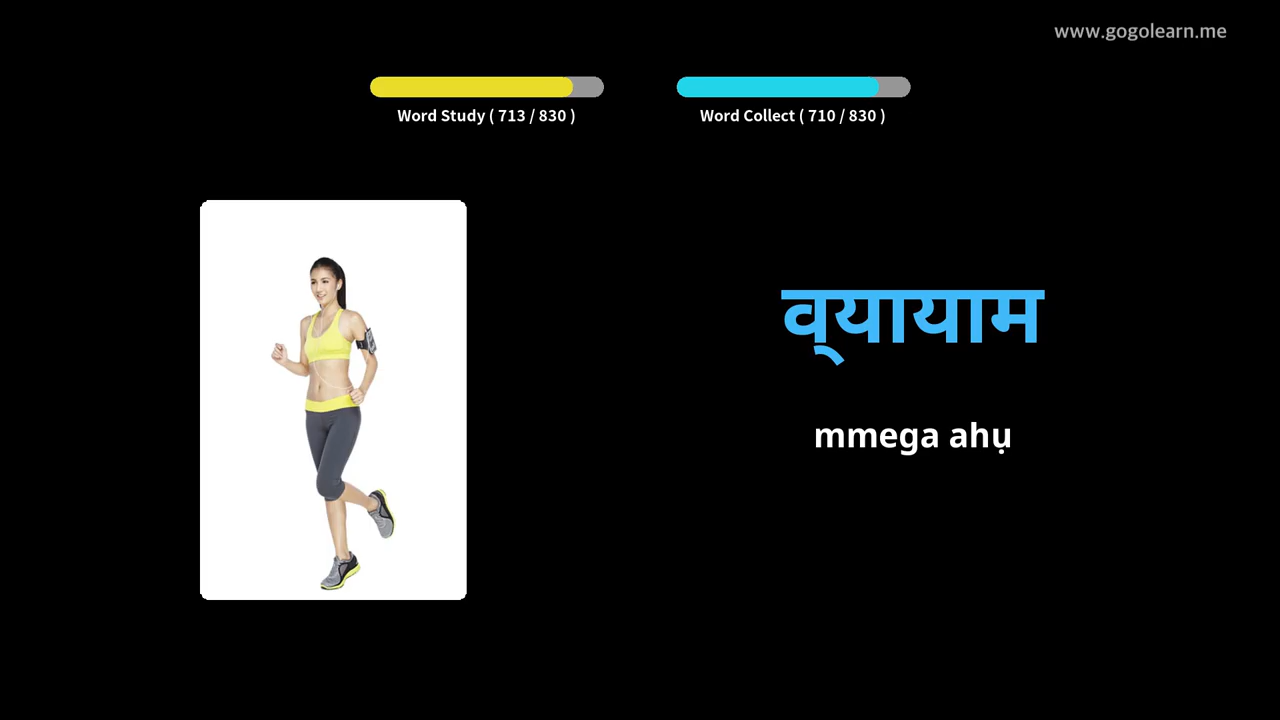 www.gogolearn.me
Word Study ( 713 / 830 )
Word Collect ( 710 / 830 )
व्यायाम
mmega ahụ